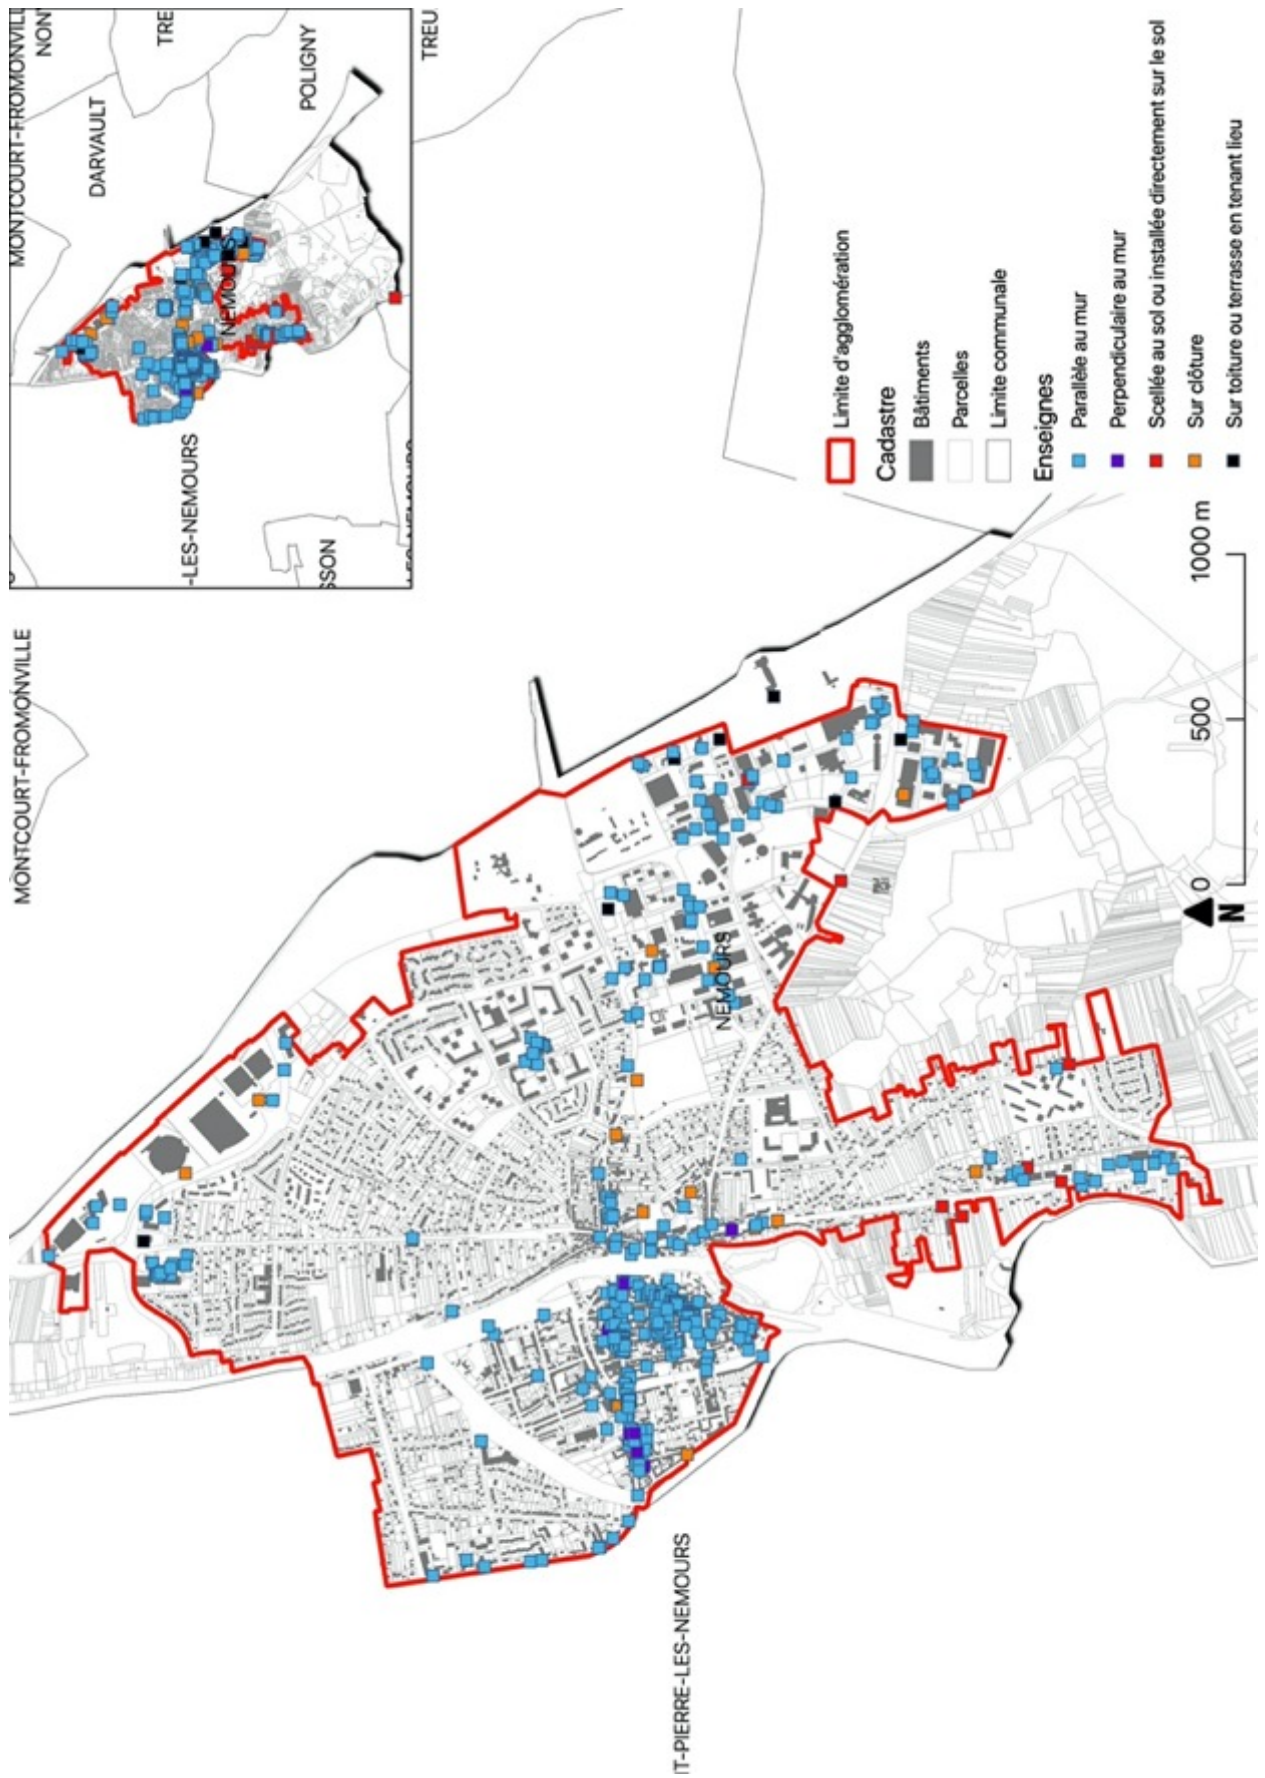 MONTCOURT-FROMONVILLE
NT-PIERRE-LES-NEMOURS
NEMOURS
MONTCOURT-FROMONVILL
NON
TRE
DARVAULT
POLIGNY
TREU
NEMOURS
-LES-NEMOURS
SSON
Limite d'agglomération
Cadastre
Bâtiments
Parcelles
Limite communale
Enseignes
Parallèle au mur
Perpendiculaire au mur
Scellée au sol ou installée directement sur le sol
Sur clôture
Sur toiture ou terrasse en tenant lieu
N
0 500 1000 m